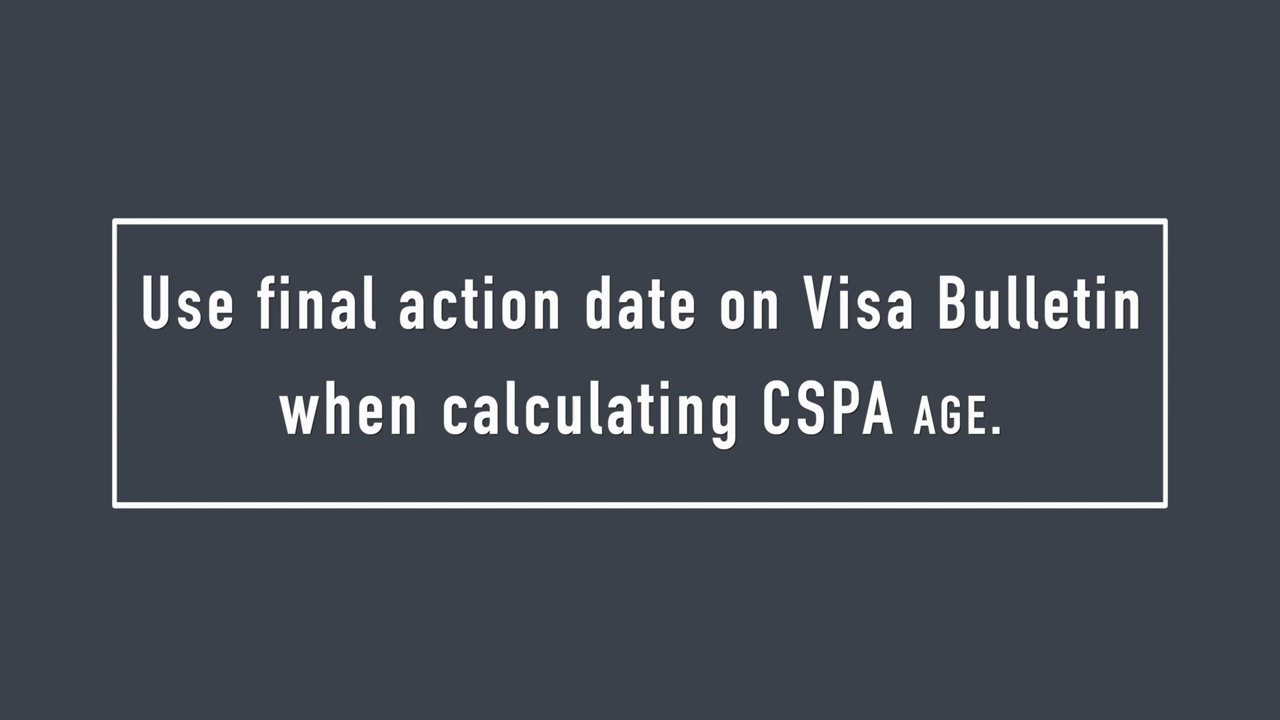 Use final action date on Visa Bulletin
when calculating CSPA AGE.